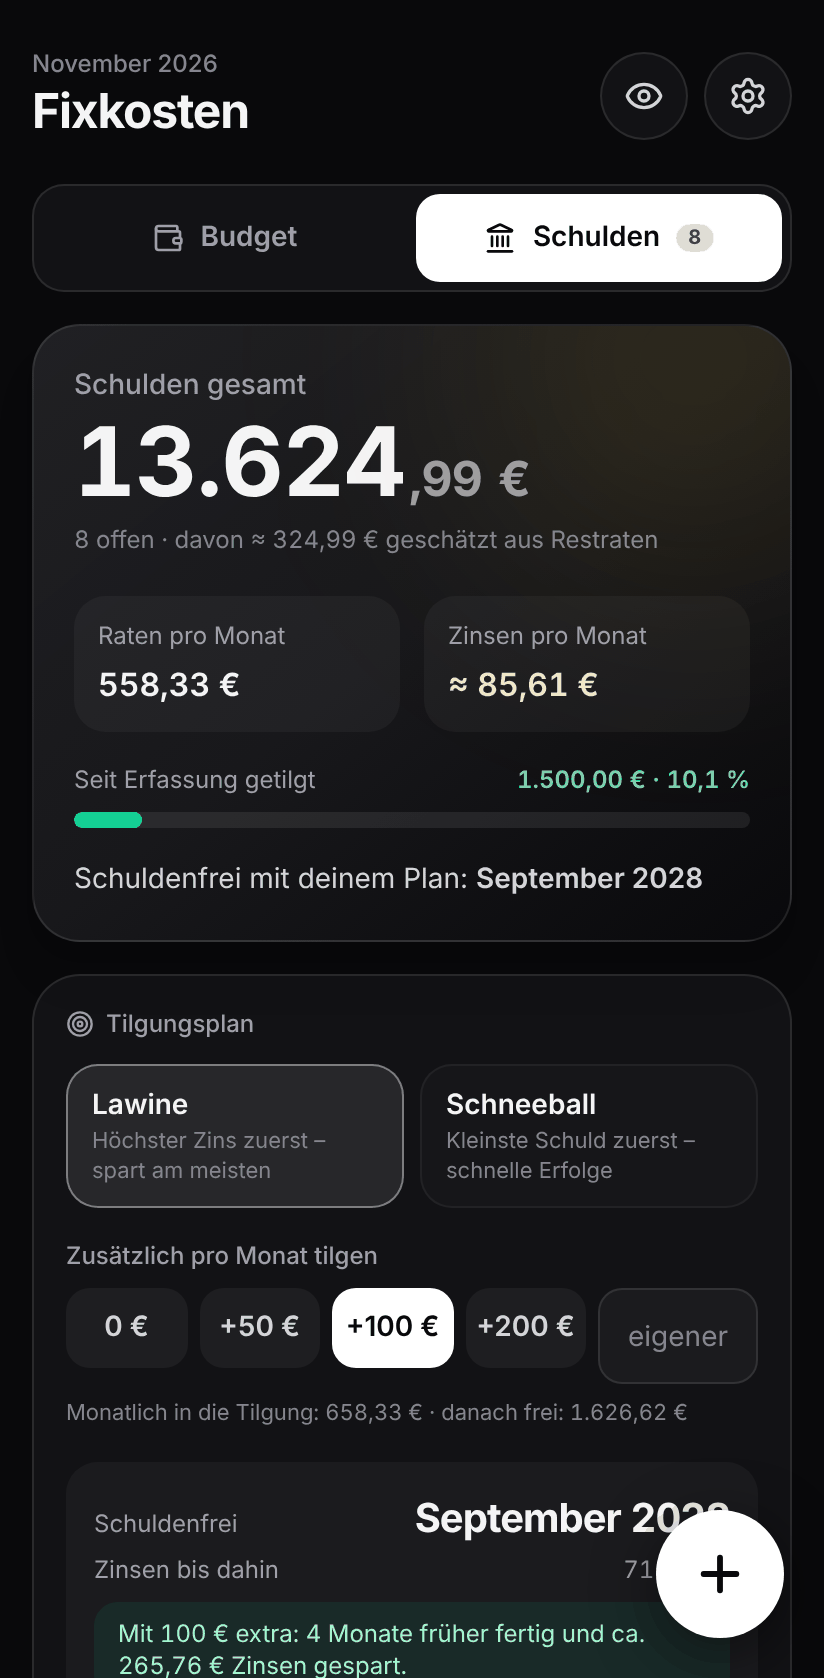 November 2026
Fixkosten
Budget
Schulden 8
Schulden gesamt
13.624,99 €
8 offen · davon ≈ 324,99 € geschätzt aus Restraten
Raten pro Monat
558,33 €
Zinsen pro Monat
≈ 85,61 €
Seit Erfassung getilgt
1.500,00 € · 10,1 %
Schuldenfrei mit deinem Plan: September 2028
Tilgungsplan
Lawine
Höchster Zins zuerst –
spart am meisten
Schneeball
Kleinste Schuld zuerst –
schnelle Erfolge
Zusätzlich pro Monat tilgen
0 €
+50 €
+100 €
+200 €
eigener
Monatlich in die Tilgung: 658,33 € · danach frei: 1.626,62 €
Schuldenfrei
September 2028
Zinsen bis dahin
Mit 100 € extra: 4 Monate früher fertig und ca.
265,76 € Zinsen gespart.